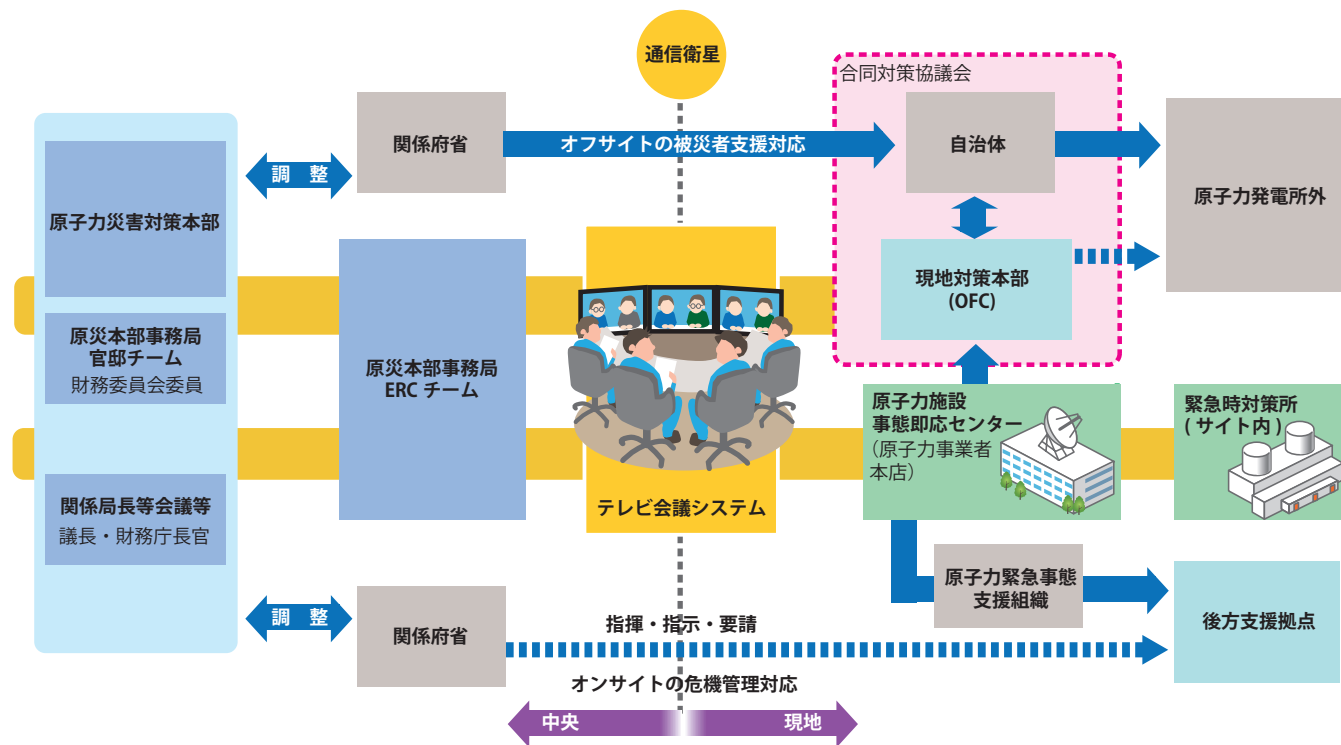 通信衛星
合同対策協議会
関係府省
オフサイトの被災者支援対応
自治体
調　整
原子力発電所外
原子力災害対策本部
現地対策本部
(OFC)
原災本部事務局
官邸チーム
財務委員会委員
原災本部事務局
ERC チーム
原子力施設
事態即応センター
（原子力事業者
本店）
緊急時対策所
( サイト内 )
関係局長等会議等
議長・財務庁長官
テレビ会議システム
原子力緊急事態
支援組織
調　整
関係府省
指揮・指示・要請
後方支援拠点
オンサイトの危機管理対応
中央
現地